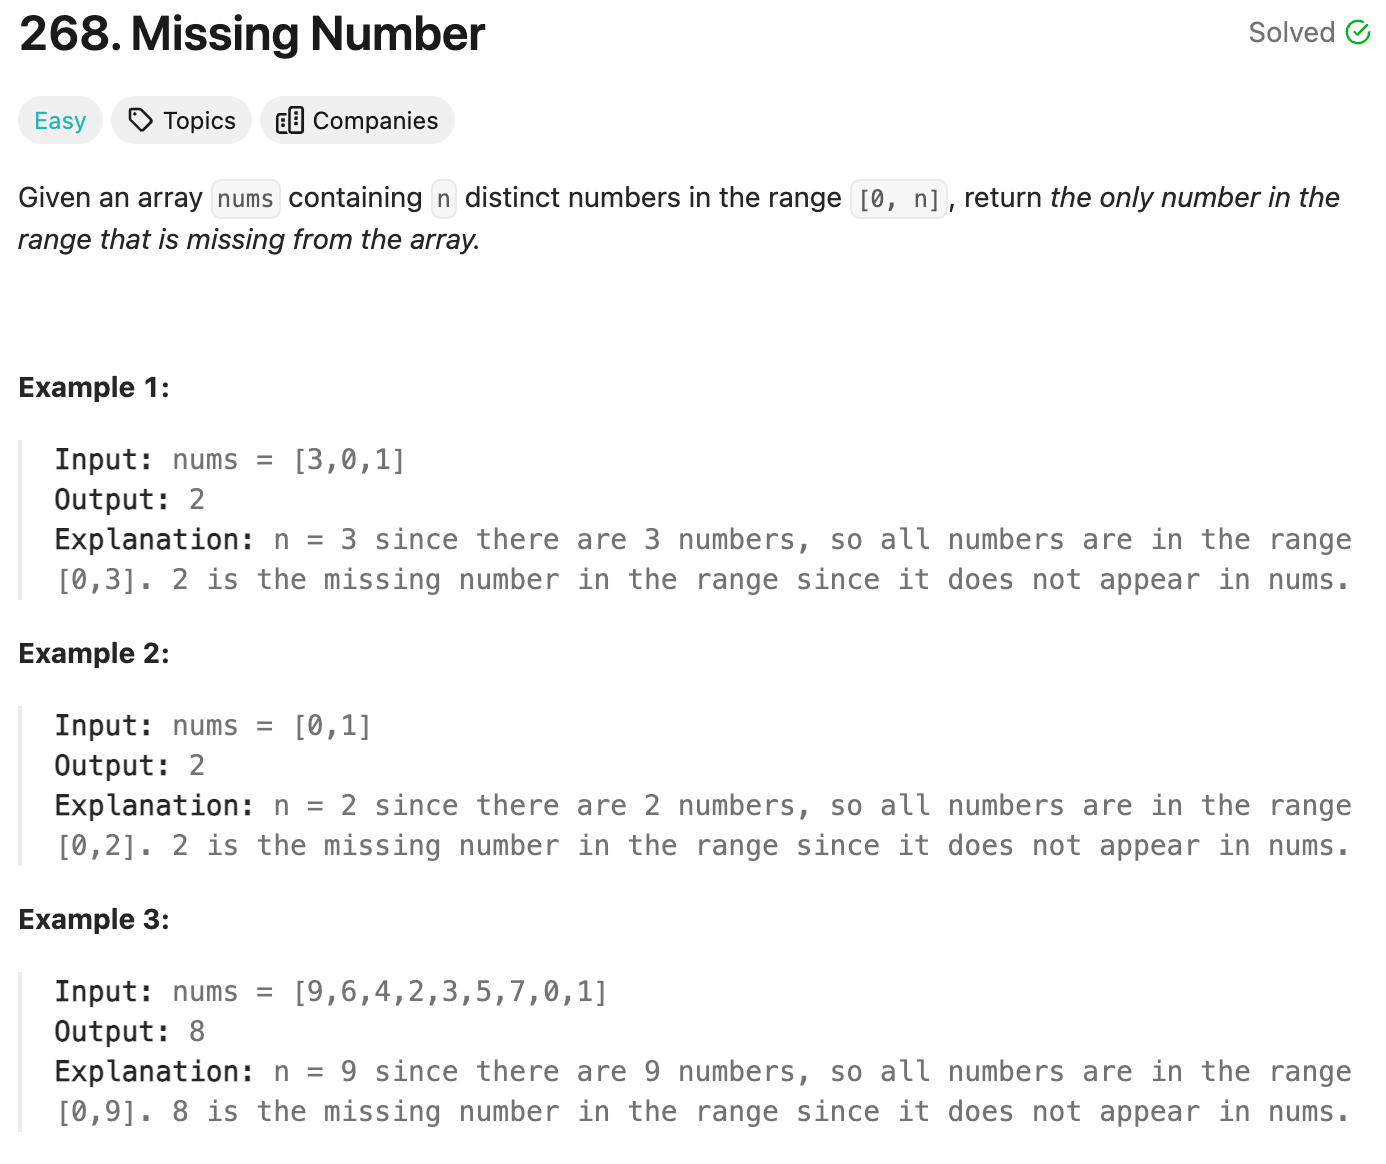 268. Missing Number
Solved
Easy
Topics
Companies
Given an array nums containing n distinct numbers in the range [0, n], return the only number in the
range that is missing from the array.
Example 1:
Input: nums = [3,0,1]
Output: 2
Explanation: n = 3 since there are 3 numbers, so all numbers are in the range
[0,3]. 2 is the missing number in the range since it does not appear in nums.
Example 2:
Input: nums = [0,1]
Output: 2
Explanation: n = 2 since there are 2 numbers, so all numbers are in the range
[0,2]. 2 is the missing number in the range since it does not appear in nums.
Example 3:
Input: nums = [9,6,4,2,3,5,7,0,1]
Output: 8
Explanation: n = 9 since there are 9 numbers, so all numbers are in the range
[0,9]. 8 is the missing number in the range since it does not appear in nums.